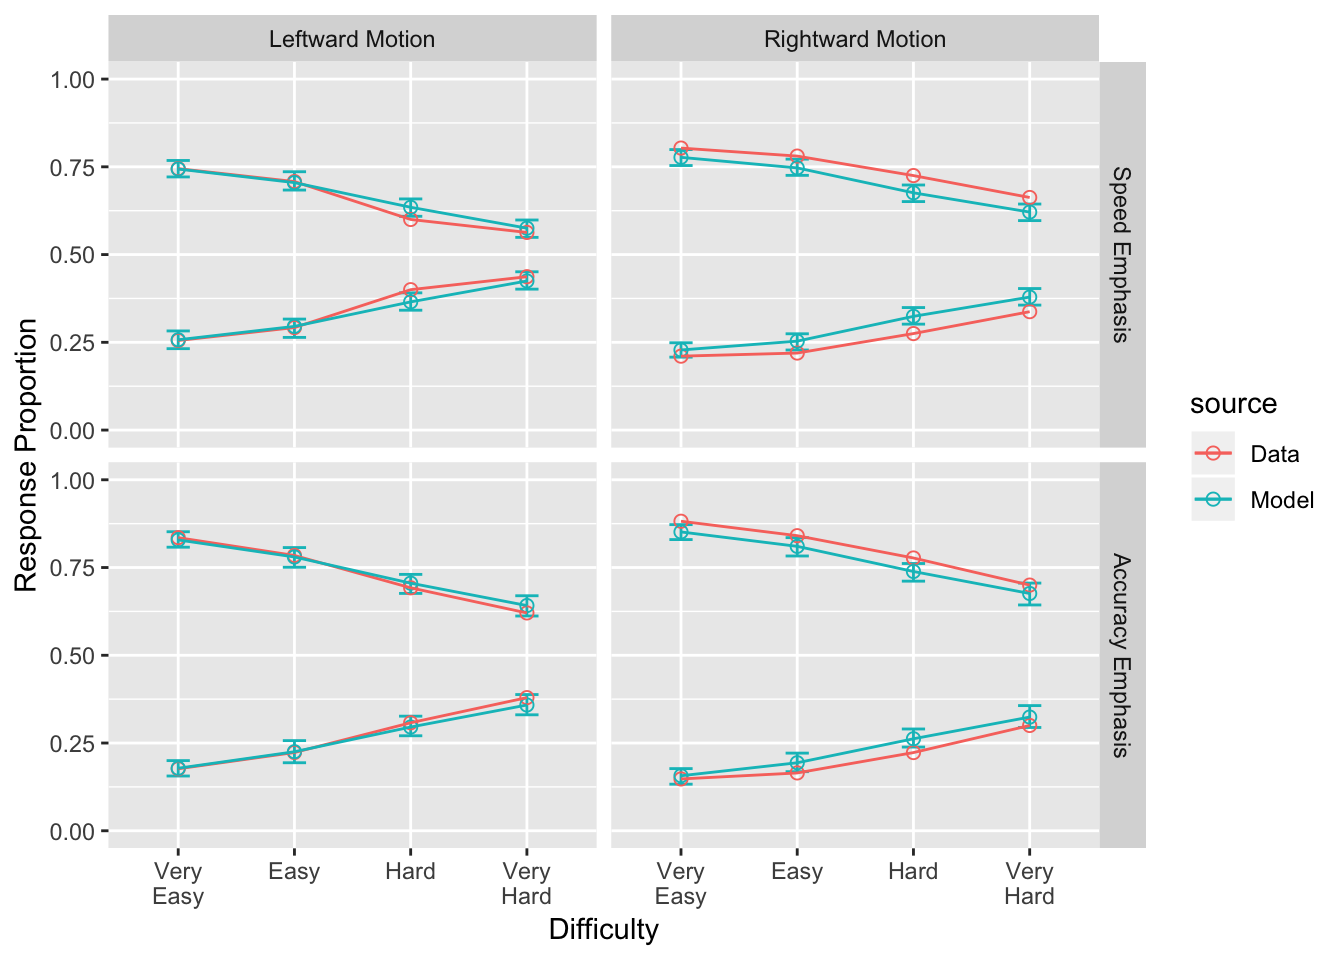 Leftward Motion
Rightward Motion
1.00
0.75
0.50
0.25
0.00
Speed Emphasis
1.00
0.75
0.50
0.25
0.00
Accuracy Emphasis
Response Proportion
Very
Easy
Easy
Hard
Very
Hard
Very
Easy
Easy
Hard
Very
Hard
Difficulty
source
Data
Model